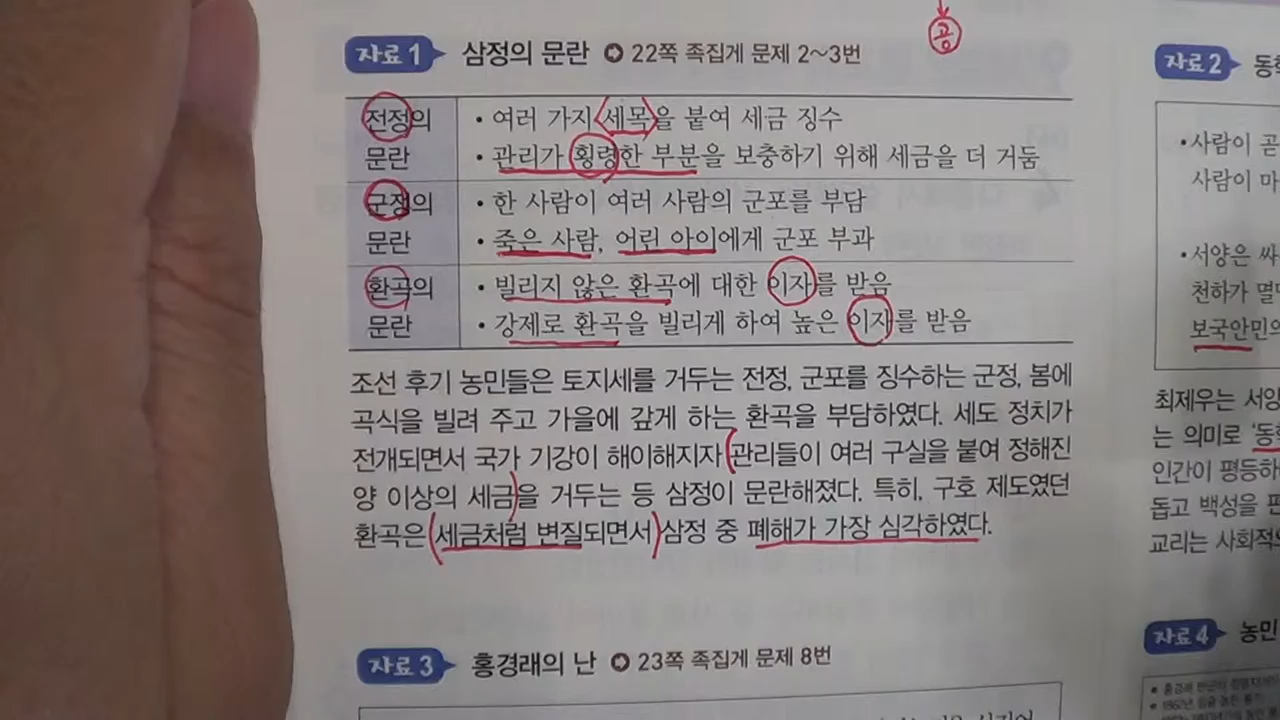 공
자료 1 삼정의 문란 ➲ 22쪽 족집게 문제 2~3번
전정의 문란
• 여러 가지 세목을 붙여 세금 징수
• 관리가 횡령한 부분을 보충하기 위해 세금을 더 거둠
군정의 문란
• 한 사람이 여러 사람의 군포를 부담
• 죽은 사람, 어린 아이에게 군포 부과
환곡의 문란
• 빌리지 않은 환곡에 대한 이자를 받음
• 강제로 환곡을 빌리게 하여 높은 이자를 받음
조선 후기 농민들은 토지세를 거두는 전정, 군포를 징수하는 군정, 봄에
곡식을 빌려 주고 가을에 갚게 하는 환곡을 부담하였다. 세도 정치가
전개되면서 국가 기강이 해이해지자 관리들이 여러 구실을 붙여 정해진
양 이상의 세금을 거두는 등 삼정이 문란해졌다. 특히, 구호 제도였던
환곡은 세금처럼 변질되면서 삼정 중 폐해가 가장 심각하였다.
자료 3 홍경래의 난 ➲ 23쪽 족집게 문제 8번
자료 2
• 사람이 곧
사람이 마
• 서양은 싸
천하가 멸
보국안민의
최제우는 서양
는 의미로 '동
인간이 평등하
돕고 백성을 편
교리는 사회적
자료 4 농민